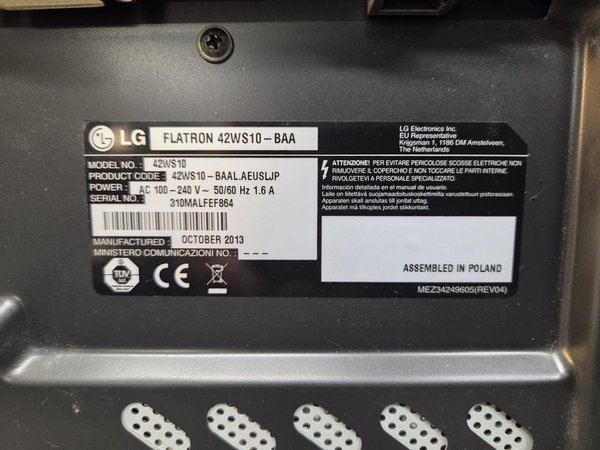 LG FLATRON 42WS10-BAA
MODEL NO. : 42WS10
PRODUCT CODE : 42WS10-BAAL.AEUSLJP
POWER : AC 100-240 V~ 50/60 Hz 1.6 A
SERIAL NO. : 310MALFEF864
MANUFACTURED : OCTOBER 2013
MINISTERO COMUNICAZIONI NO. : ---
TÜV
SÜD
CE
LG Electronics Inc.
EU Representative
Krijgsman 1, 1186 DM Amstelveen,
The Netherlands
ATTENZIONE! PER EVITARE PERICOLOSE SCOSSE ELETTRICHE NON
RIMUOVERE IL COPERCHIO E NON TOCCARE LE PARTI INTERNE.
RIVOLGETEVI A PERSONALE SPECIALIZZATO.
Información detallada en el manual de usuario.
Laite on liitettävä suojamaadoituskoskettimilla varustettuun pistorasiaan.
Apparaten skall anslutas till jordat uttag.
Apparatet må tilkoples jordet stikkontakt.
ASSEMBLED IN POLAND
MEZ34249605(REV04)